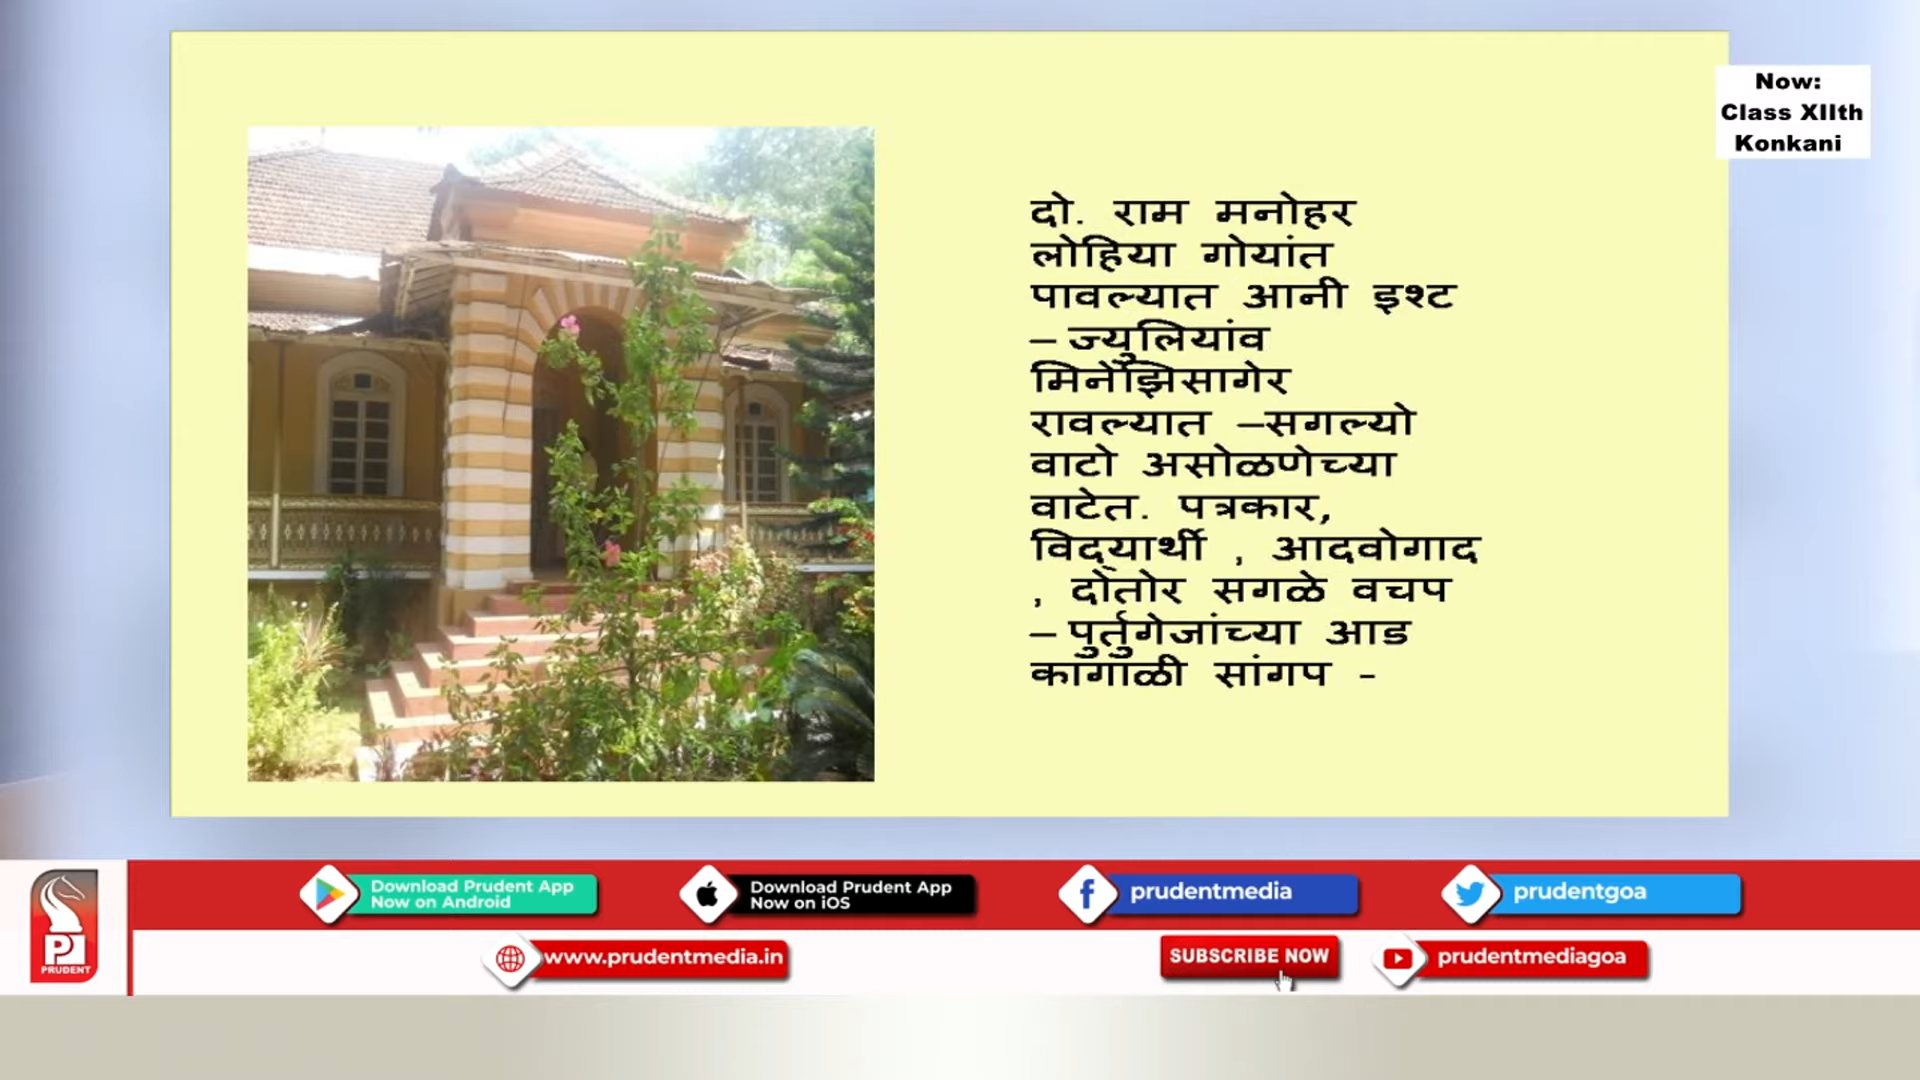 Now:
Class XIIth
Konkani
दो. राम मनोहर
लोहिया गोयांत
पावल्यात आनी इश्ट
– ज्युलियांव
मिनेझिसागेर
रावल्यात –सगल्यो
वाटो असोळणेच्या
वाटेत. पत्रकार,
विद्यार्थी , आदवोगाद
, दोतोर सगळे वचप
– पुर्तुगेजांच्या आड
कागाळी सांगप -
Download Prudent App
Now on Android
Download Prudent App
Now on iOS
prudentmedia
prudentgoa
PRUDENT
www.prudentmedia.in
SUBSCRIBE NOW
prudentmediagoa